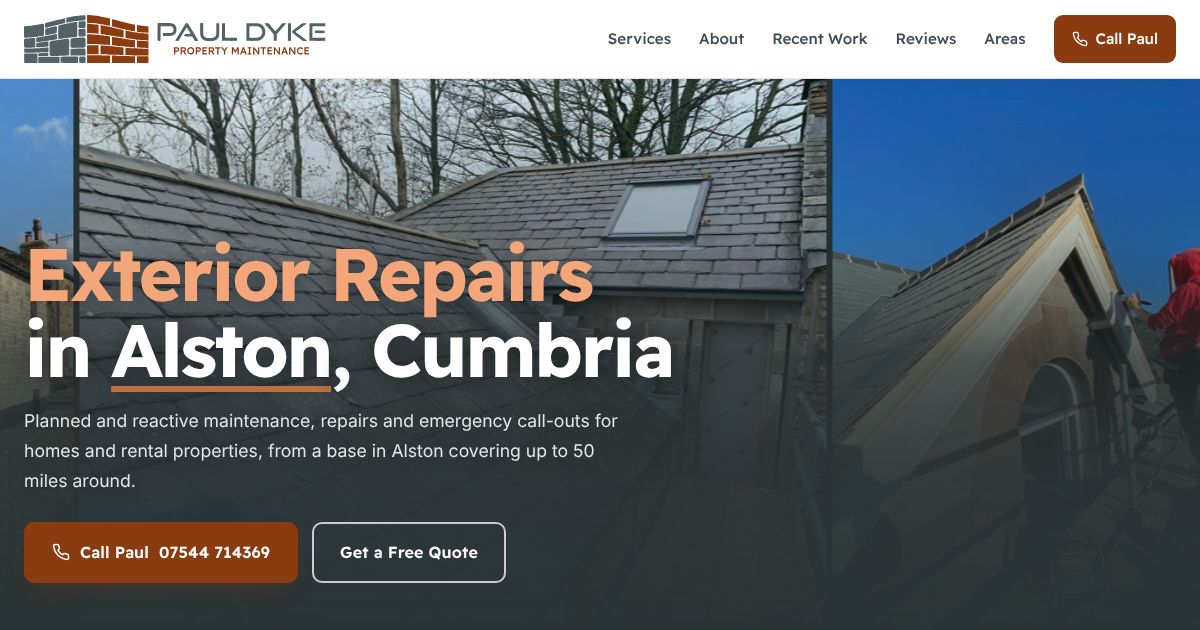 PAUL DYKE
PROPERTY MAINTENANCE
Services
About
Recent Work
Reviews
Areas
Call Paul
Exterior Repairs
in Alston, Cumbria
Planned and reactive maintenance, repairs and emergency call-outs for
homes and rental properties, from a base in Alston covering up to 50
miles around.
Call Paul 07544 714369
Get a Free Quote